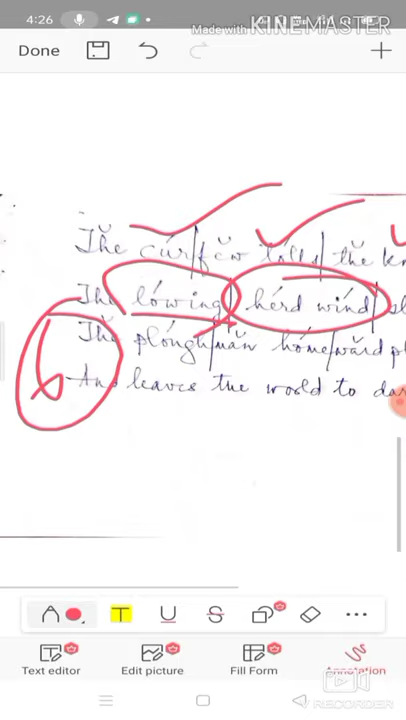 4:26
Made with KINEMASTER
Done
The curfew tolls the
The lowing herd wind
The ploughman homeward
And leaves the world to
T
U
S
Text editor
Edit picture
Fill Form
Annotation
RECORDER